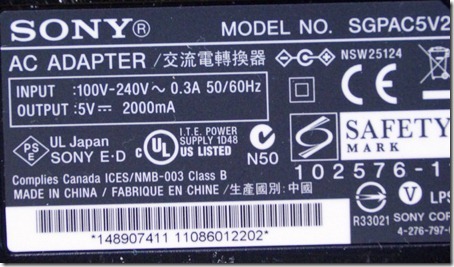 SONY® MODEL NO. SGPAC5V2
AC ADAPTER /交流電轉換器
NSW25124
INPUT :100V-240V～ 0.3A 50/60Hz
OUTPUT :5V⎓ 2000mA
PSE
UL Japan
SONY E·D
UL® LISTED
C US
I.T.E. POWER
SUPPLY 1D48
N50
S
SAFETY
MARK
102576-1
Complies Canada ICES/NMB-003 Class B
MADE IN CHINA / FABRIQUE EN CHINE /生產國別:中國
R33021
V
LPS
SONY COR
4-276-797-
*148907411 11086012202*